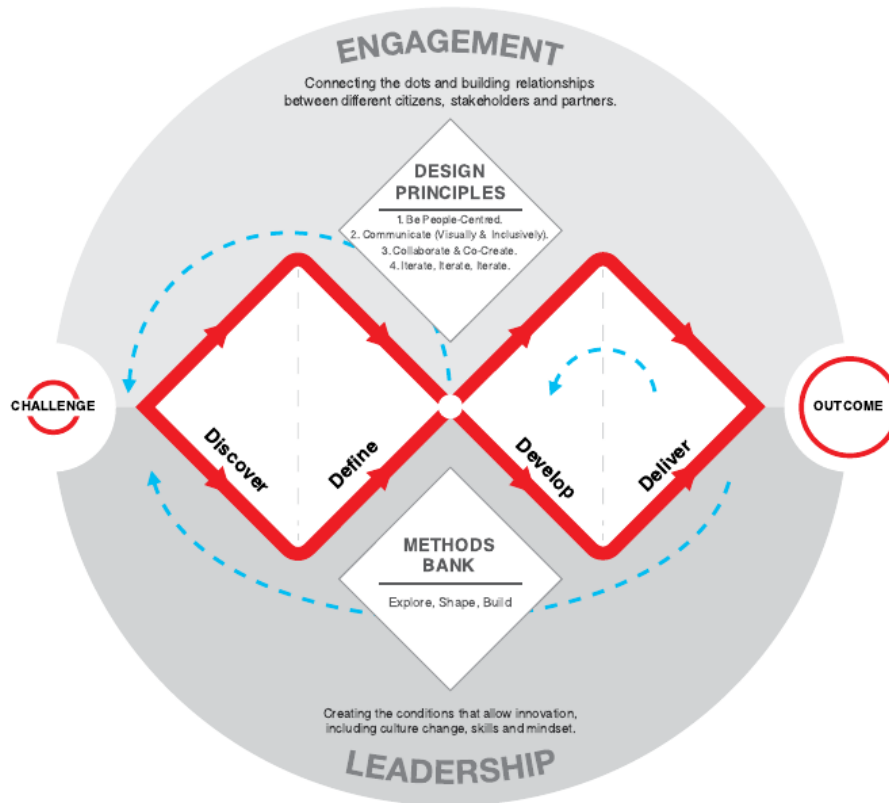 ENGAGEMENT
Connecting the dots and building relationships
between different citizens, stakeholders and partners.
DESIGN
PRINCIPLES
1. Be People-Centred.
2. Communicate (Visually & Inclusively).
3. Collaborate & Co-Create.
4. Iterate, Iterate, Iterate.
CHALLENGE
Discover
Define
Develop
Deliver
OUTCOME
METHODS
BANK
Explore, Shape, Build
Creating the conditions that allow innovation,
including culture change, skills and mindset.
LEADERSHIP